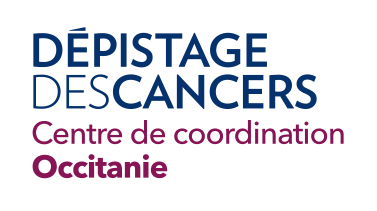 DÉPISTAGE
DESCANCERS
Centre de coordination
Occitanie